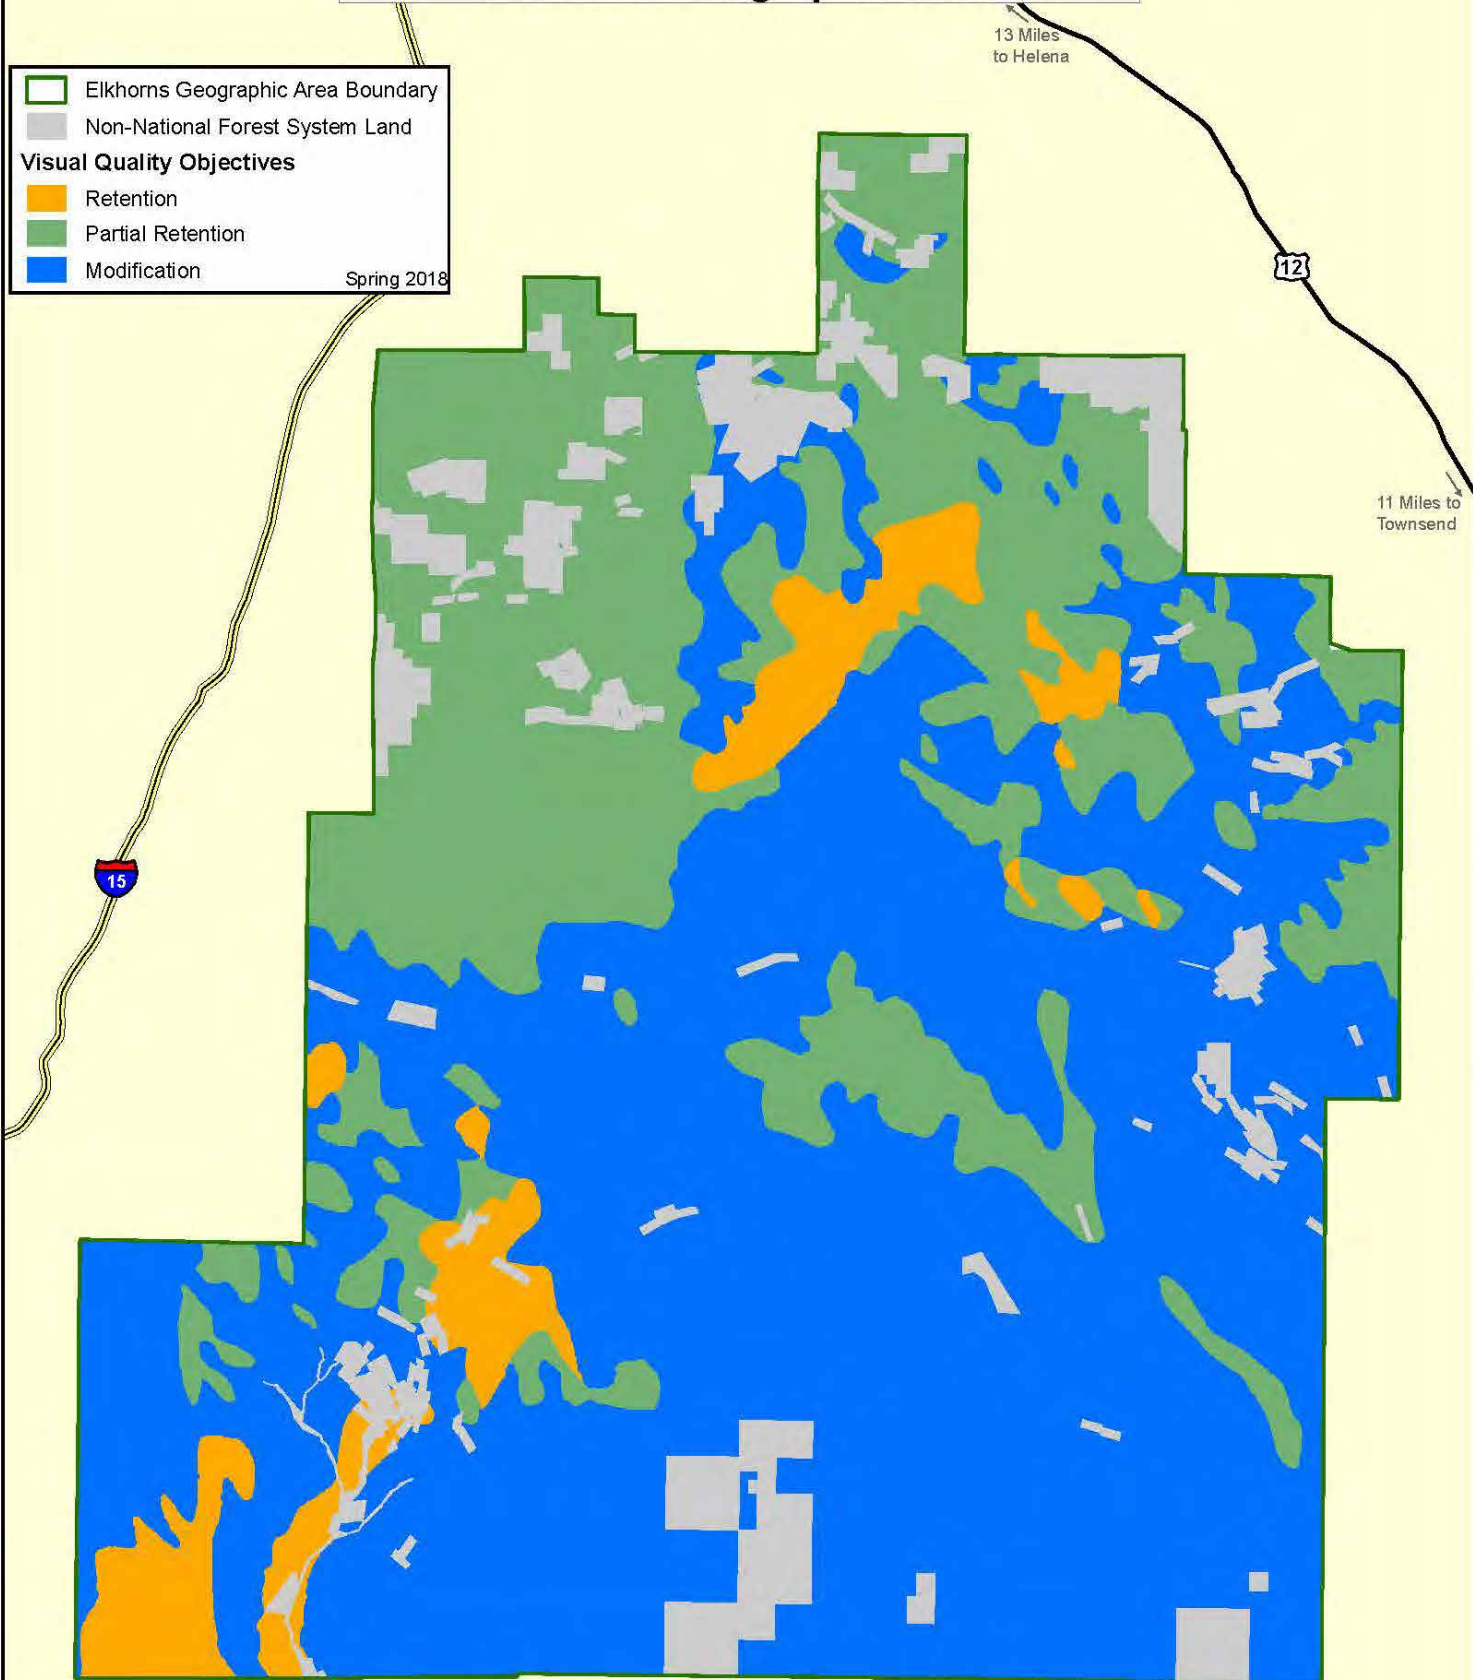 13 Miles
to Helena
Elkhorns Geographic Area Boundary
Non-National Forest System Land
Visual Quality Objectives
Retention
Partial Retention
Modification
Spring 2018
12
11 Miles to
Townsend
15